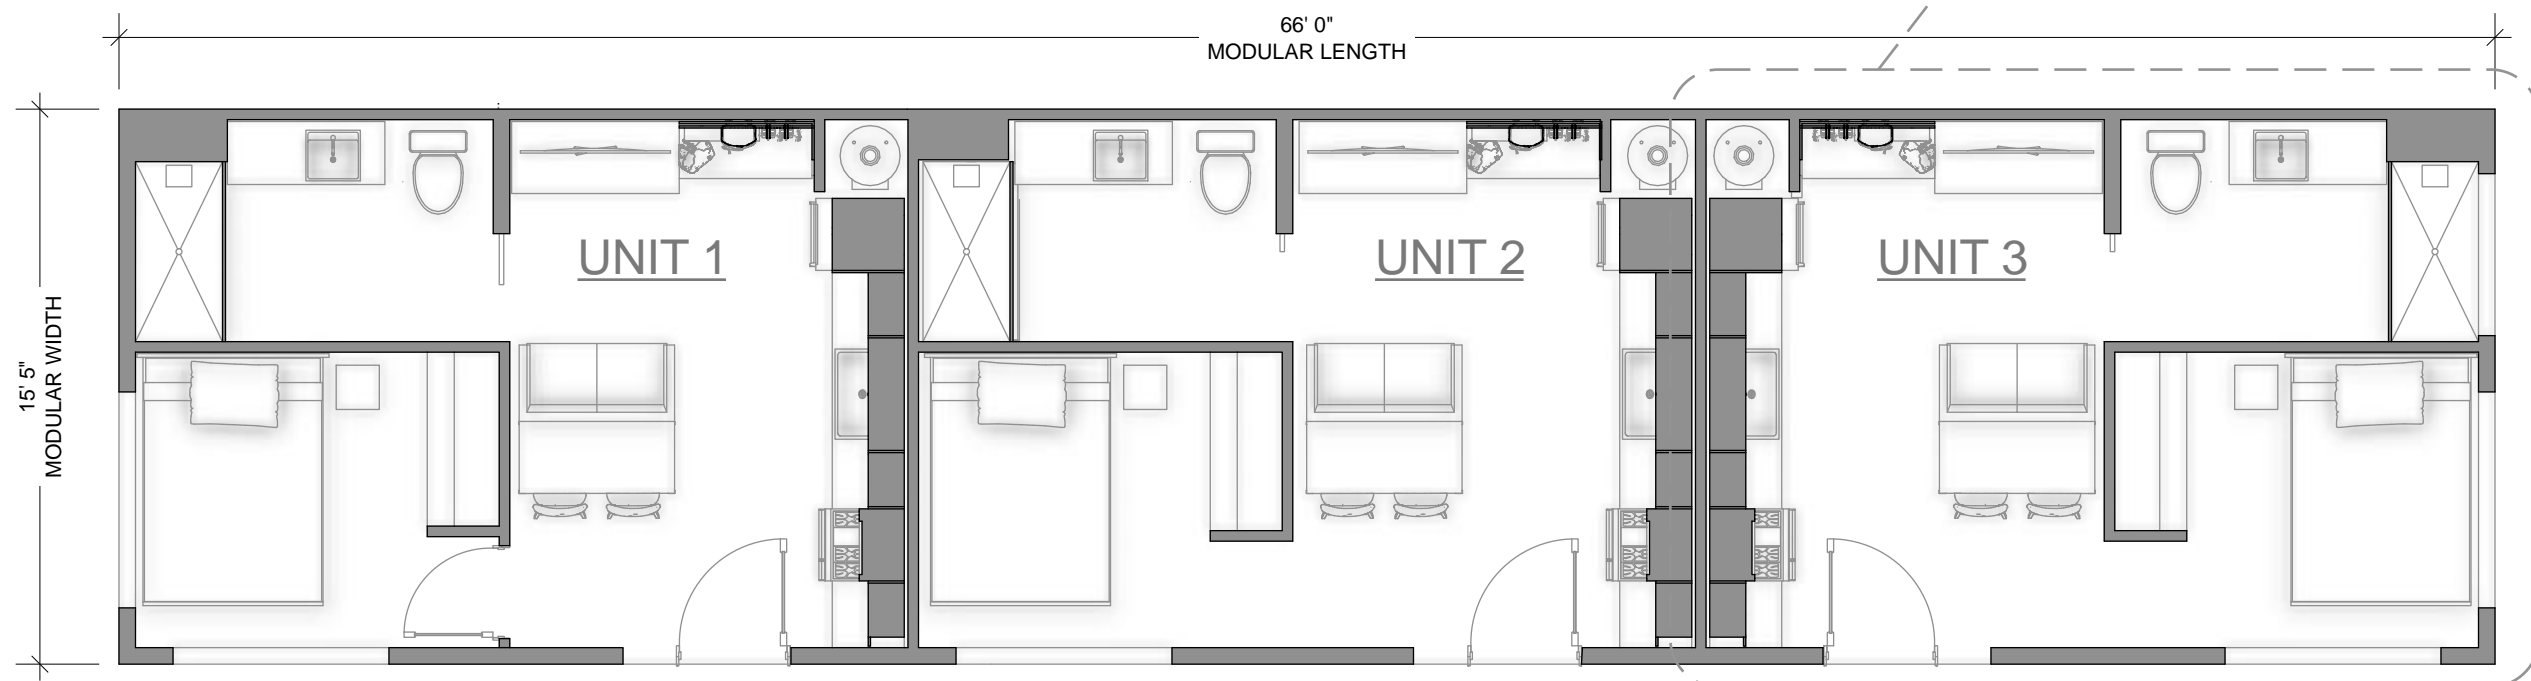 66' 0"
MODULAR LENGTH
15' 5"
MODULAR WIDTH
UNIT 1
UNIT 2
UNIT 3